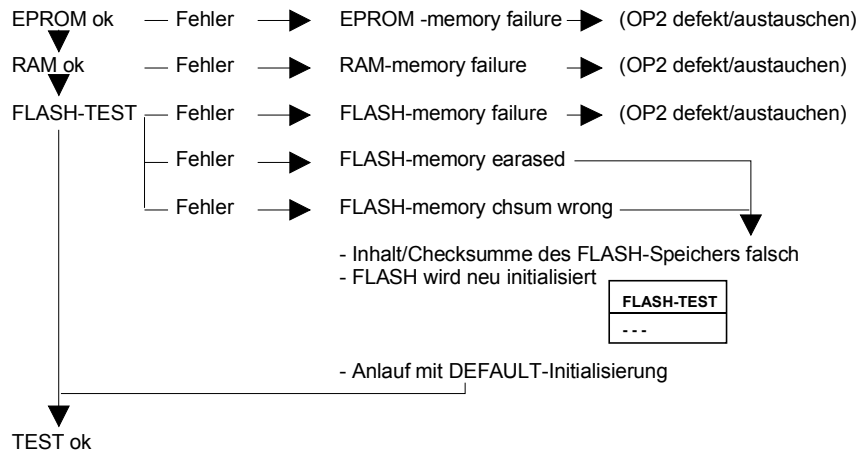 EPROM ok Fehler EPROM -memory failure (OP2 defekt/austauschen)
RAM ok Fehler RAM-memory failure (OP2 defekt/austauchen)
FLASH-TEST Fehler FLASH-memory failure (OP2 defekt/austauchen)
Fehler FLASH-memory earased
Fehler FLASH-memory chsum wrong
- Inhalt/Checksumme des FLASH-Speichers falsch
- FLASH wird neu initialisiert
FLASH-TEST
- - -
- Anlauf mit DEFAULT-Initialisierung
TEST ok